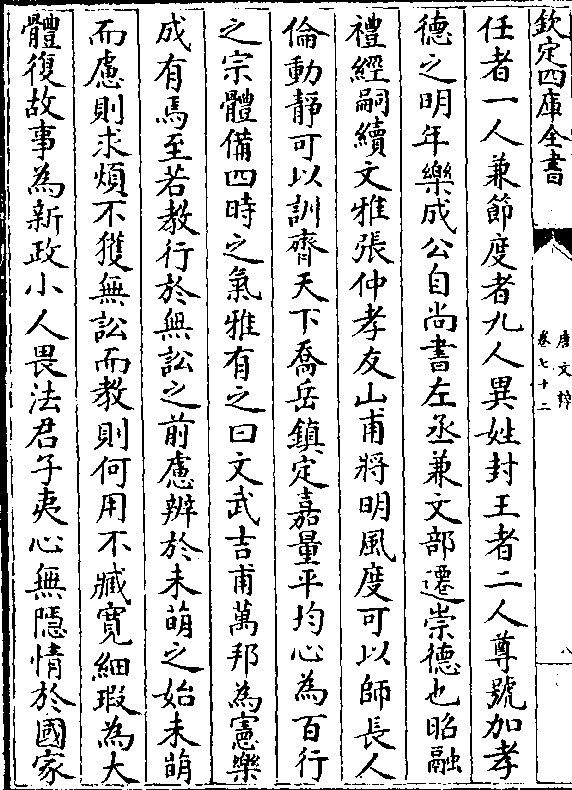 欽定四庫全書
唐文粹
卷七十二
八
任者一人兼節度者九人異姓封王者二人尊號加孝
德之明年樂成公自尚書左丞兼文部遷崇德也昭融
禮經嗣續文雅張仲孝友山甫將明風度可以師長人
倫動靜可以訓齊天下喬岳鎮定嘉量平均心為百行
之宗體備四時之氣雅有之曰文武吉甫萬邦為憲樂
成有焉至若教行於無訟之前慮辨於未萌之始未萌
而慮則求煩不獲無訟而教則何用不臧寬細瑕為大
體復故事為新政小人畏法君子夷心無隱情於國家